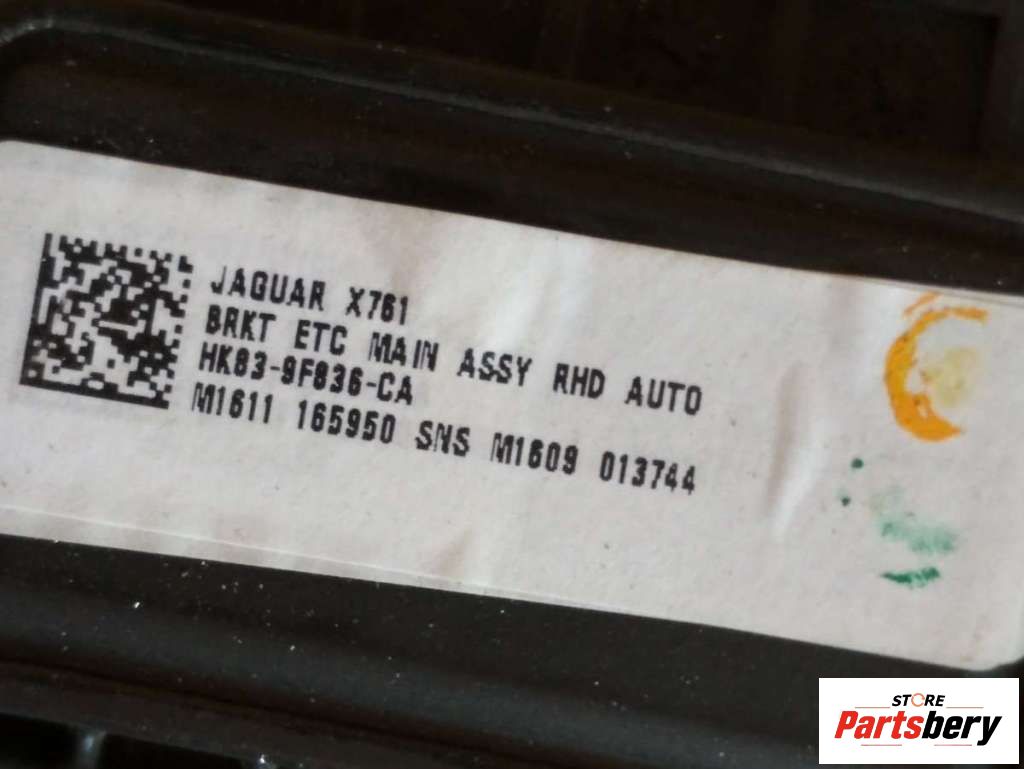 JAGUAR X761
BRKT ETC MAIN ASSY RHD AUTO
HK83-9F836-CA
M1611 165950 SNS M1609 013744
STORE
Partsbery